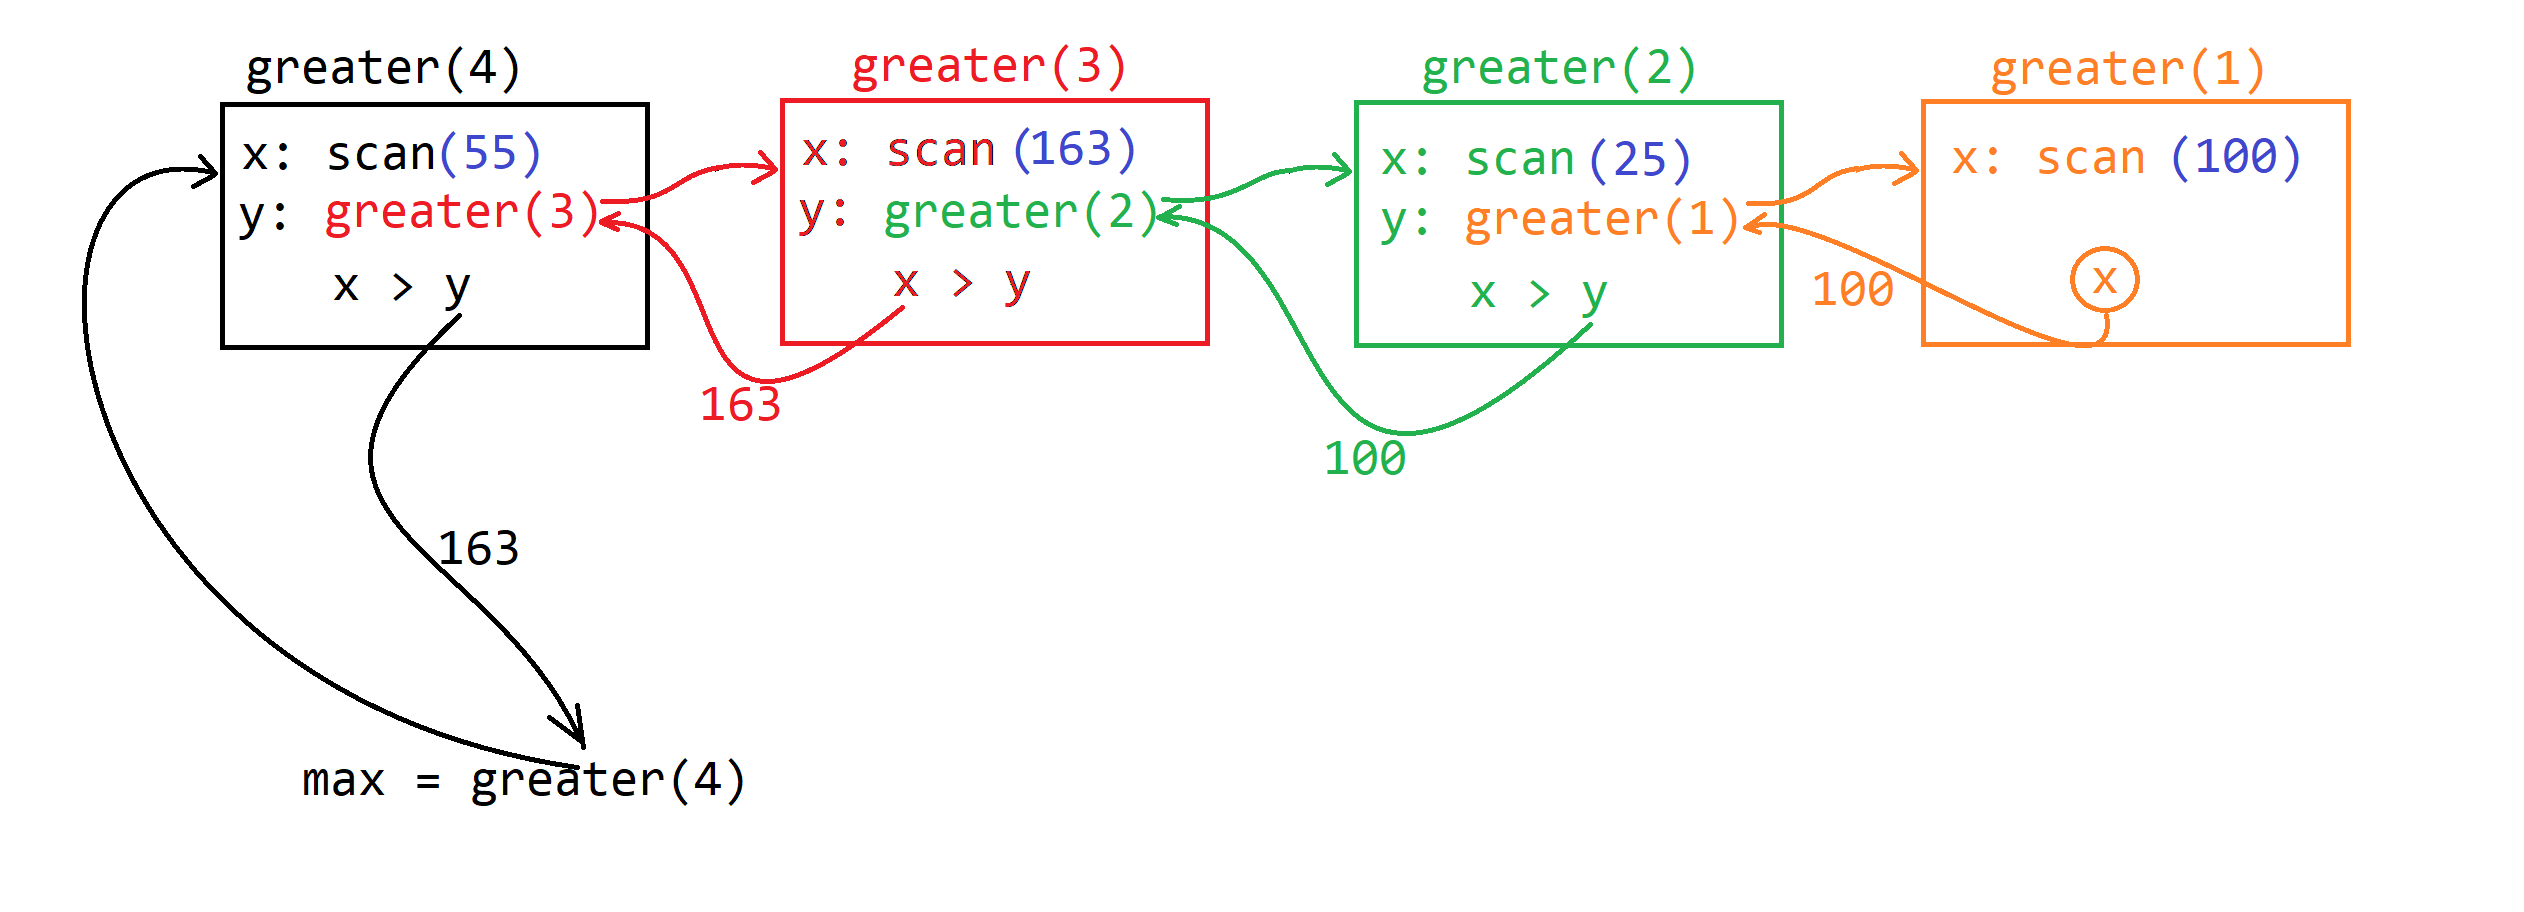 greater(4)
x: scan(55)
y: greater(3)
x > y
greater(3)
x: scan (163)
y: greater(2)
x > y
163
greater(2)
x: scan (25)
y: greater(1)
x > y
100
greater(1)
x: scan (100)
x
100
163
max = greater(4)